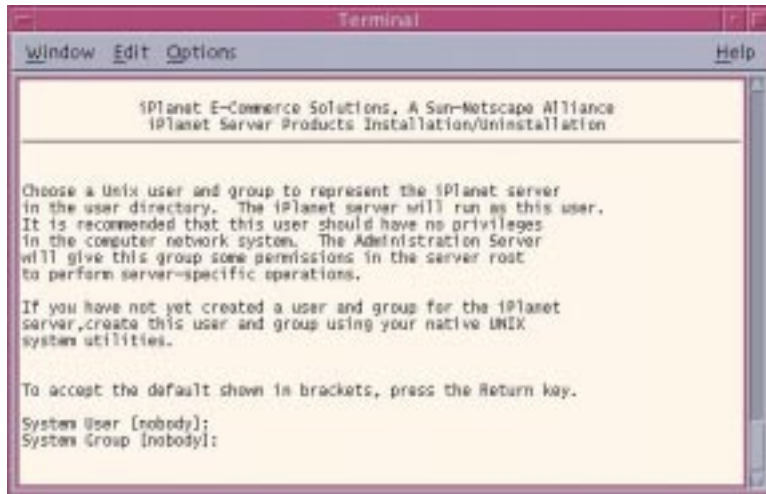 Terminal
Window Edit Options Help
iPlanet E-Commerce Solutions, A Sun-Netscape Alliance
iPlanet Server Products Installation/Uninstallation
Choose a Unix user and group to represent the iPlanet server
in the user directory. The iPlanet server will run as this user.
It is recommended that this user should have no privileges
in the computer network system. The Administration Server
will give this group some permissions in the server root
to perform server-specific operations.
If you have not yet created a user and group for the iPlanet
server,create this user and group using your native UNIX
system utilities.
To accept the default shown in brackets, press the Return key.
System User [nobody]:
System Group [nobody]: